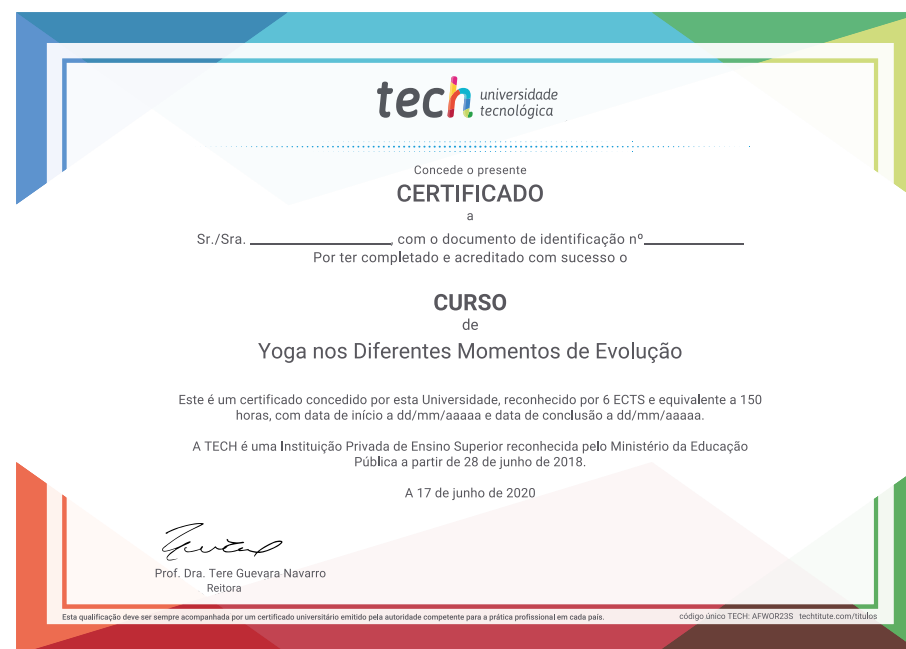 tech universidade
tecnológica
Concede o presente
CERTIFICADO
a
Sr./Sra. ____________________, com o documento de identificação nº______________
Por ter completado e acreditado com sucesso o
CURSO
de
Yoga nos Diferentes Momentos de Evolução
Este é um certificado concedido por esta Universidade, reconhecido por 6 ECTS e equivalente a 150
horas, com data de início a dd/mm/aaaaa e data de conclusão a dd/mm/aaaaa.
A TECH é uma Instituição Privada de Ensino Superior reconhecida pelo Ministério da Educação
Pública a partir de 28 de junho de 2018.
A 17 de junho de 2020
Prof. Dra. Tere Guevara Navarro
Reitora
Esta qualificação deve ser sempre acompanhada por um certificado universitário emitido pela autoridade competente para a prática profissional em cada país.
código único TECH: AFWOR23S techtitute.com/titulos